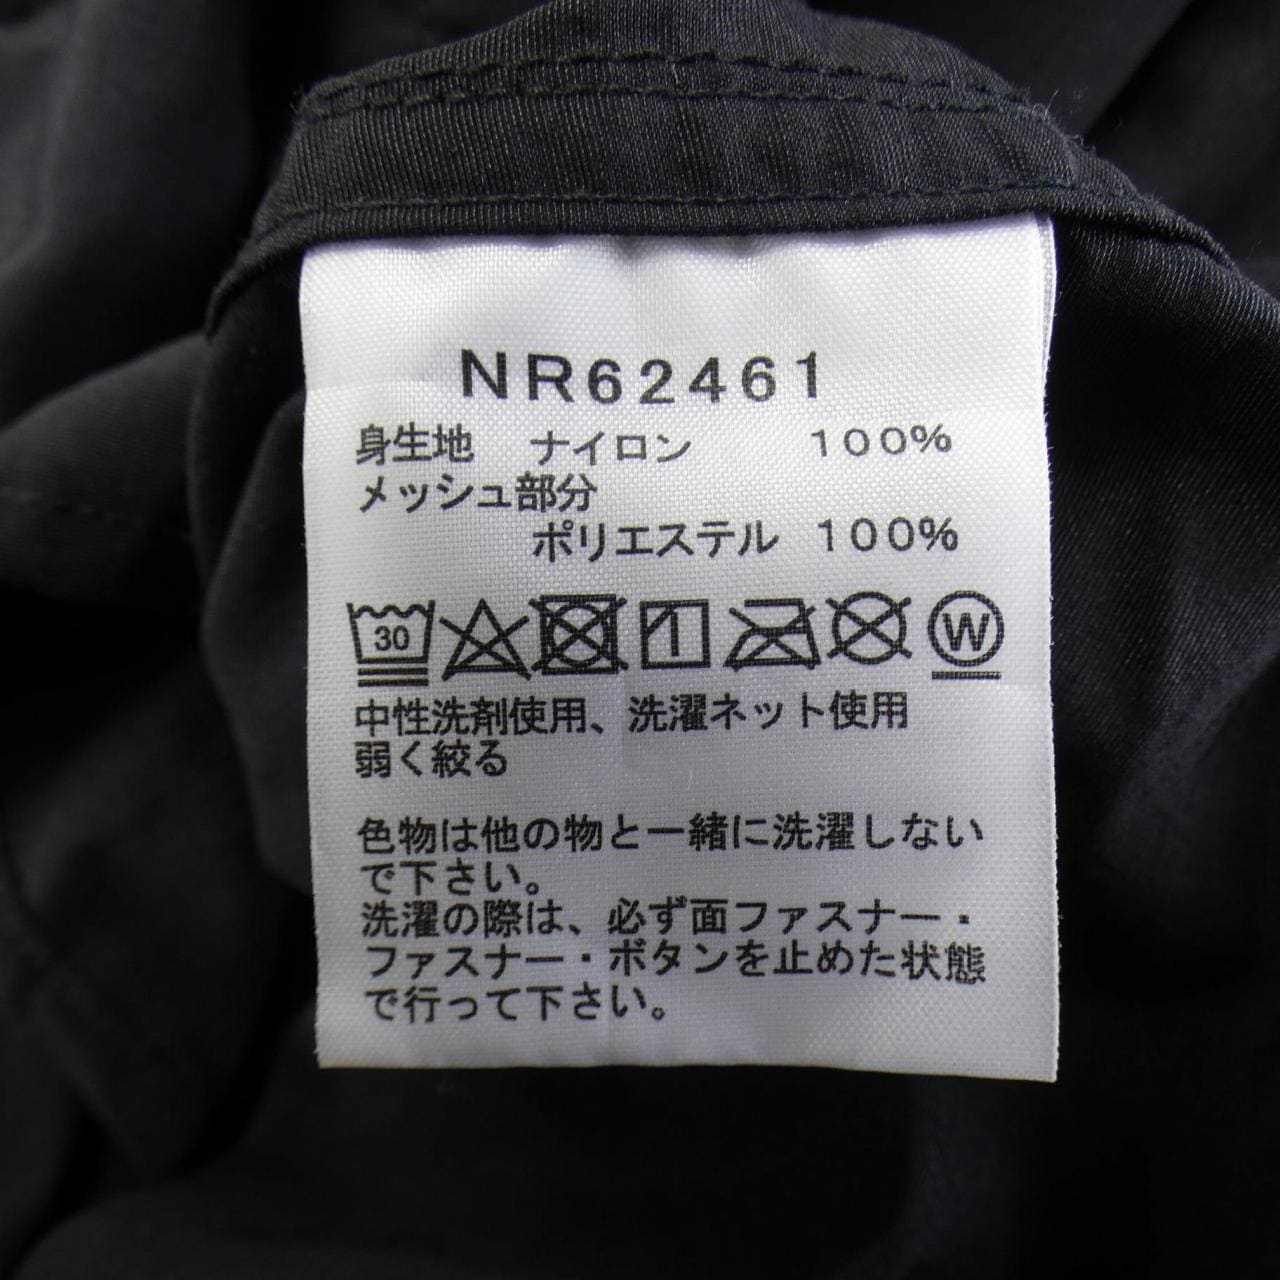 NR62461
身生地 ナイロン 100%
メッシュ部分
ポリエステル 100%
30 W
中性洗剤使用、洗濯ネット使用
弱く絞る
色物は他の物と一緒に洗濯しない
で下さい。
洗濯の際は、必ず面ファスナー・
ファスナー・ボタンを止めた状態
で行って下さい。